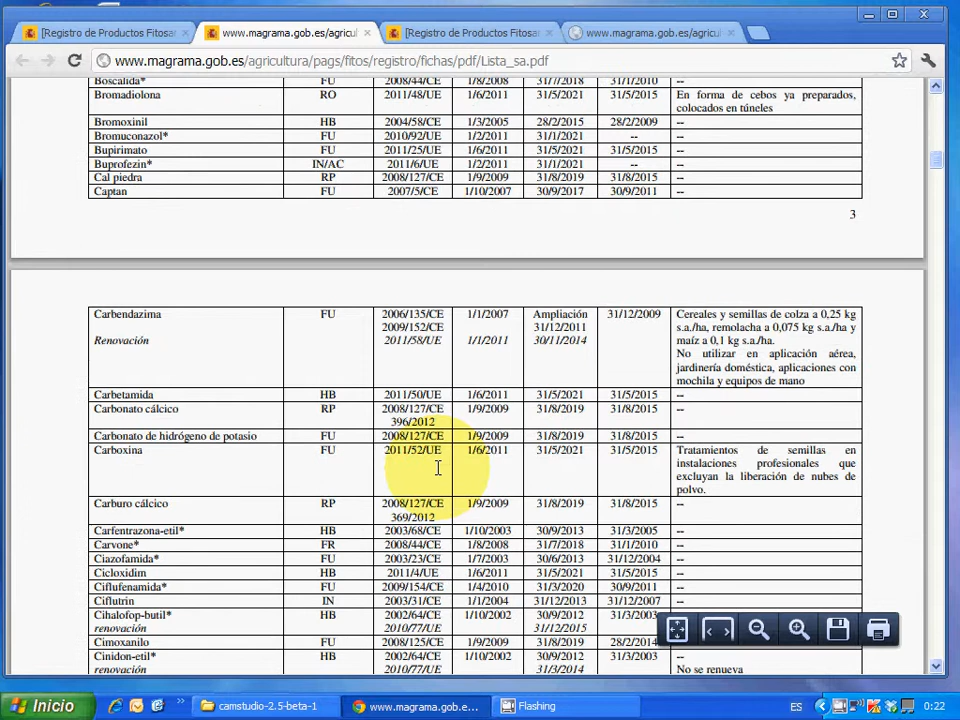 [Registro de Productos Fitosar
www.magrama.gob.es/agricul
[Registro de Productos Fitosar
www.magrama.gob.es/agricul
www.magrama.gob.es/agricultura/pags/fitos/registro/fichas/pdf/Lista_sa.pdf
Boscalida* FU 2008/44/CE 1/8/2008 31/7/2018 31/1/2010 --
Bromadiolona RO 2011/48/UE 1/6/2011 31/5/2021 31/5/2015 En forma de cebos ya preparados,
colocados en túneles
Bromoxinil HB 2004/58/CE 1/3/2005 28/2/2015 28/2/2009 --
Bromuconazol* FU 2010/92/UE 1/2/2011 31/1/2021 -- --
Bupirimato FU 2011/25/UE 1/6/2011 31/5/2021 31/5/2015 --
Buprofezin* IN/AC 2011/6/UE 1/2/2011 31/1/2021 -- --
Cal piedra RP 2008/127/CE 1/9/2009 31/8/2019 31/8/2015 --
Captan FU 2007/5/CE 1/10/2007 30/9/2017 30/9/2011 --
3
Carbendazima FU 2006/135/CE 1/1/2007 Ampliación 31/12/2009 Cereales y semillas de colza a 0,25 kg
2009/152/CE 31/12/2011 s.a./ha, remolacha a 0,075 kg s.a./ha y
Renovación 2011/58/UE 1/1/2011 30/11/2014 maíz a 0,1 kg s.a./ha.
No utilizar en aplicación aérea,
jardinería doméstica, aplicaciones con
mochila y equipos de mano
Carbetamida HB 2011/50/UE 1/6/2011 31/5/2021 31/5/2015 --
Carbonato cálcico RP 2008/127/CE 1/9/2009 31/8/2019 31/8/2015 --
396/2012
Carbonato de hidrógeno de potasio FU 2008/127/CE 1/9/2009 31/8/2019 31/8/2015 --
Carboxina FU 2011/52/UE 1/6/2011 31/5/2021 31/5/2015 Tratamientos de semillas en
instalaciones profesionales que
excluyan la liberación de nubes de
polvo.
Carburo cálcico RP 2008/127/CE 1/9/2009 31/8/2019 31/8/2015 --
369/2012
Carfentrazona-etil* HB 2003/68/CE 1/10/2003 30/9/2013 31/3/2005 --
Carvone* FR 2008/44/CE 1/8/2008 31/7/2018 31/1/2010 --
Ciazofamida* FU 2003/23/CE 1/7/2003 30/6/2013 31/12/2004 --
Cicloxidim HB 2011/4/UE 1/6/2011 31/5/2021 31/5/2015 --
Ciflufenamida* FU 2009/154/CE 1/4/2010 31/3/2020 30/9/2011 --
Ciflutrin IN 2003/31/CE 1/1/2004 31/12/2013 31/12/2007 --
Cihalofop-butil* HB 2002/64/CE 1/10/2002 30/9/2012 31/3/2003
renovación 2010/77/UE 31/12/2015
Cimoxanilo FU 2008/125/CE 1/9/2009 31/8/2019 28/2/2014
Cinidon-etil* HB 2002/64/CE 1/10/2002 30/9/2012 31/3/2003 --
renovación 2010/77/UE 31/3/2014 No se renueva
Inicio
camstudio-2.5-beta-1
www.magrama.gob.e...
Flashing
ES
0:22